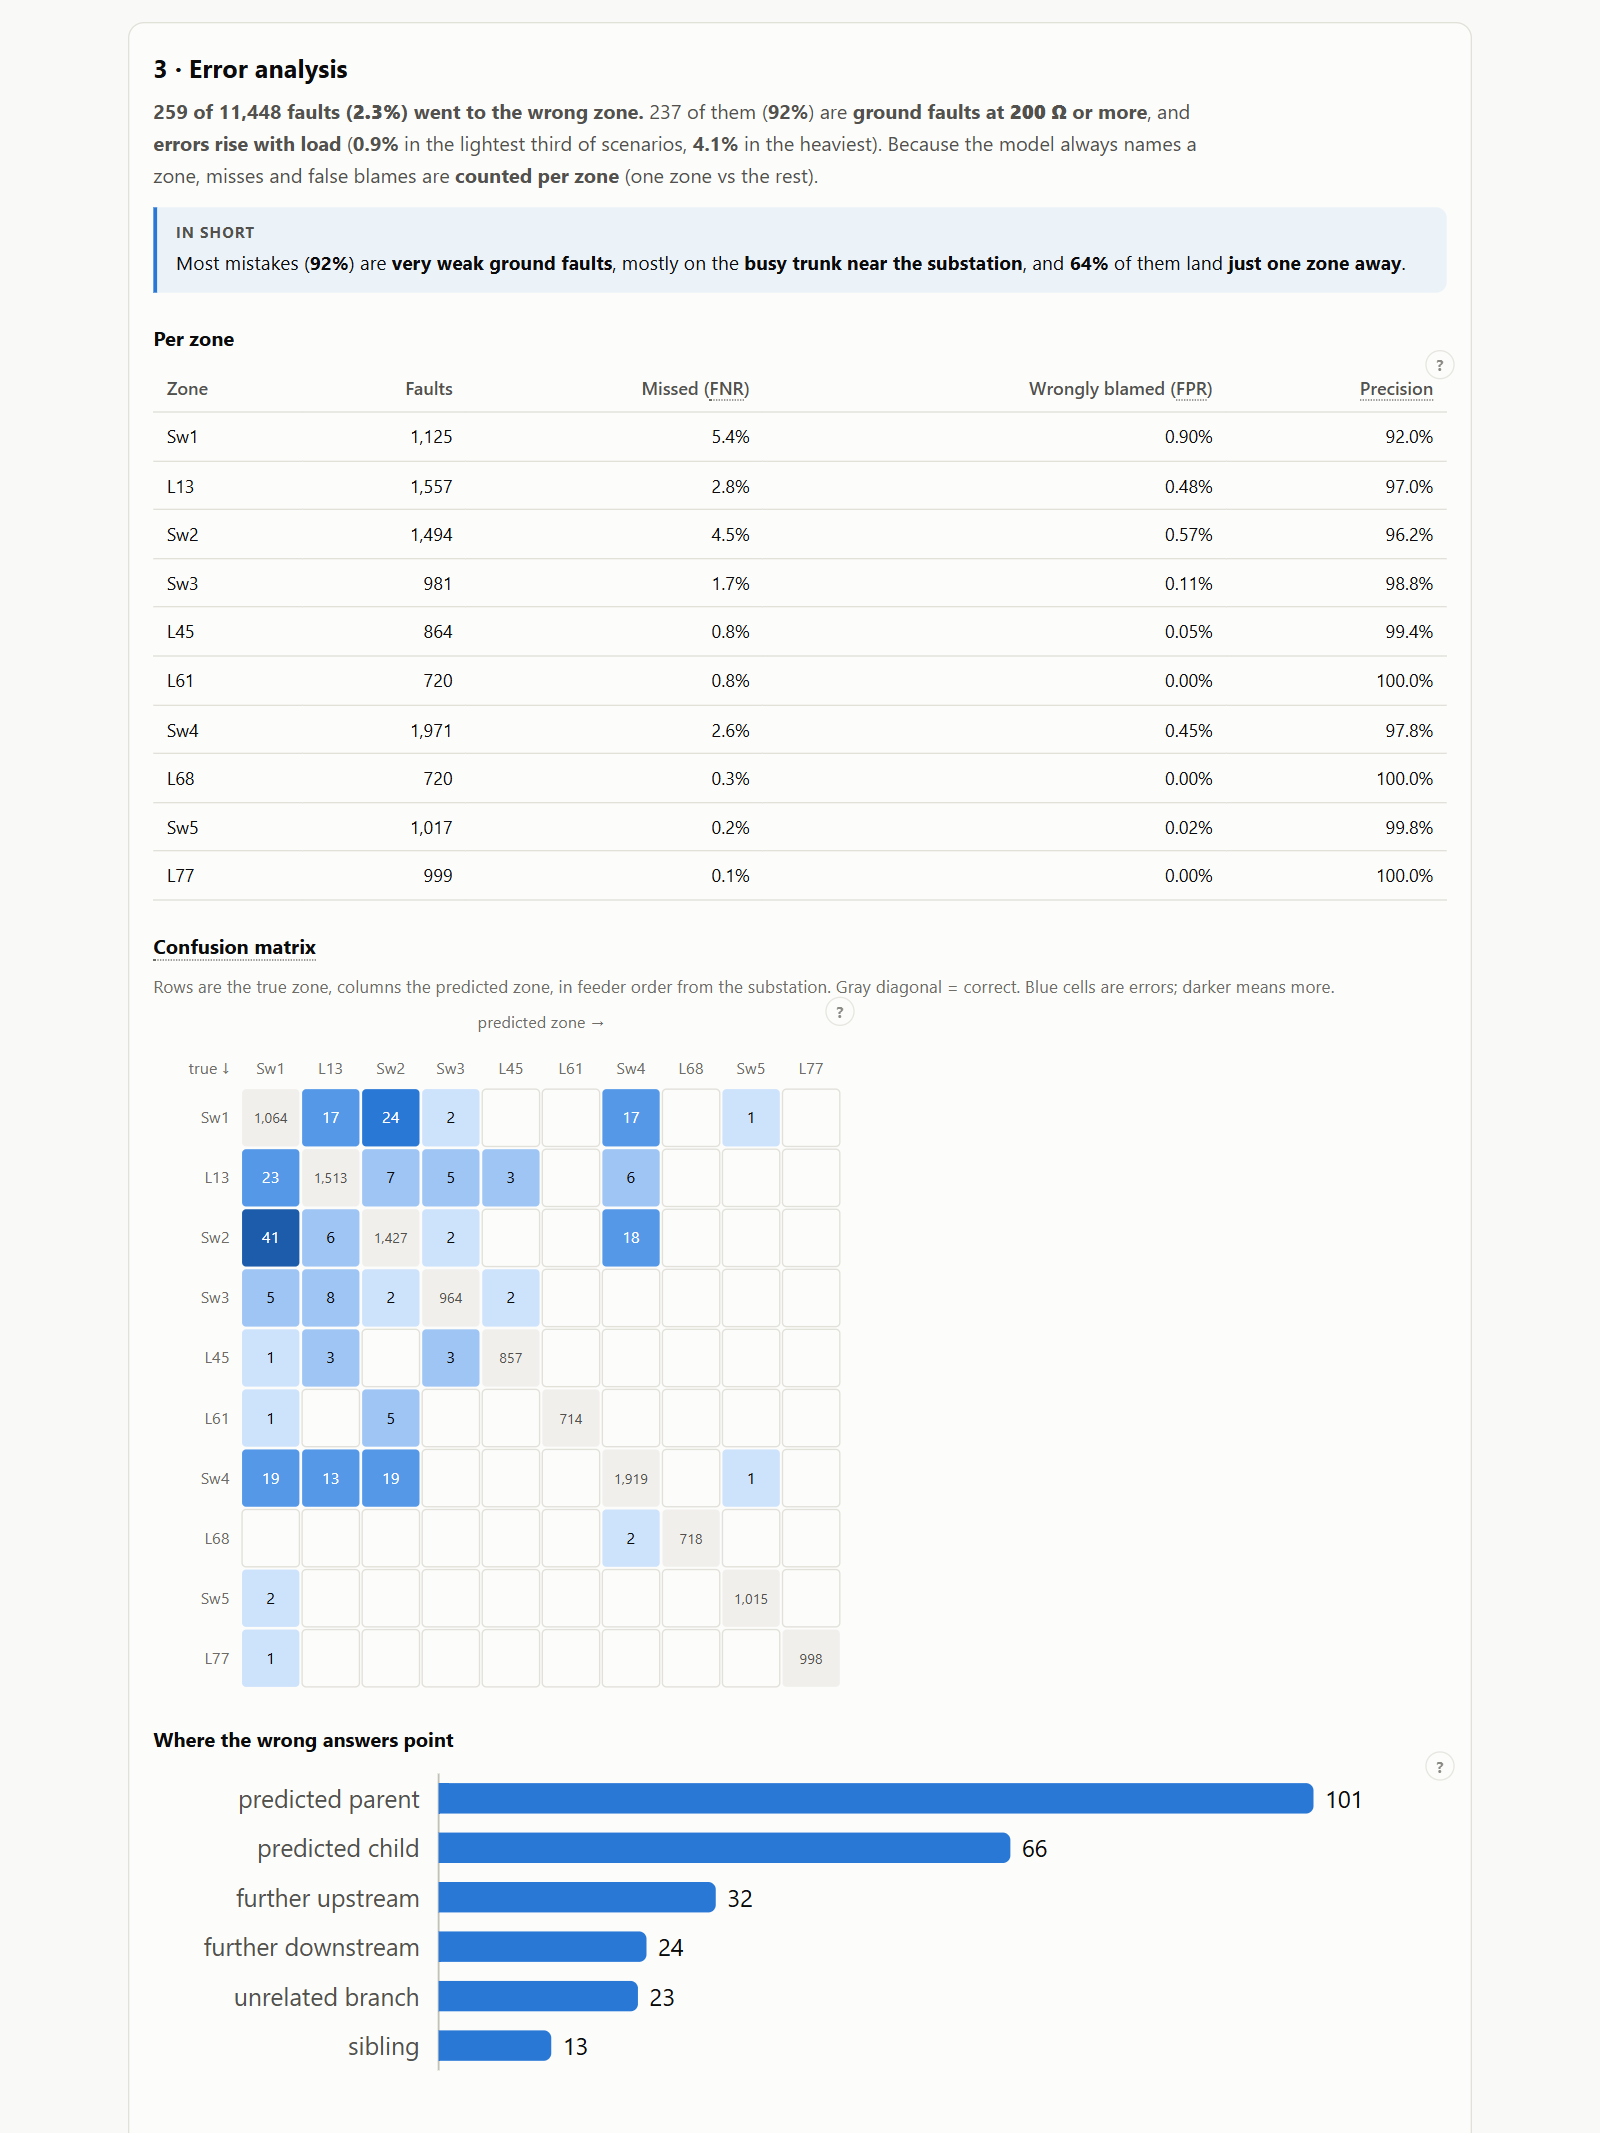 3 · Error analysis
259 of 11,448 faults (2.3%) went to the wrong zone. 237 of them (92%) are ground faults at 200 Ω or more, and
errors rise with load (0.9% in the lightest third of scenarios, 4.1% in the heaviest). Because the model always names a
zone, misses and false blames are counted per zone (one zone vs the rest).
IN SHORT
Most mistakes (92%) are very weak ground faults, mostly on the busy trunk near the substation, and 64% of them land just one zone away.
Per zone
?
Zone Faults Missed (FNR) Wrongly blamed (FPR) Precision
Sw1 1,125 5.4% 0.90% 92.0%
L13 1,557 2.8% 0.48% 97.0%
Sw2 1,494 4.5% 0.57% 96.2%
Sw3 981 1.7% 0.11% 98.8%
L45 864 0.8% 0.05% 99.4%
L61 720 0.8% 0.00% 100.0%
Sw4 1,971 2.6% 0.45% 97.8%
L68 720 0.3% 0.00% 100.0%
Sw5 1,017 0.2% 0.02% 99.8%
L77 999 0.1% 0.00% 100.0%
Confusion matrix
Rows are the true zone, columns the predicted zone, in feeder order from the substation. Gray diagonal = correct. Blue cells are errors; darker means more.
predicted zone → ?
true ↓ Sw1 L13 Sw2 Sw3 L45 L61 Sw4 L68 Sw5 L77
Sw1 1,064 17 24 2 17 1
L13 23 1,513 7 5 3 6
Sw2 41 6 1,427 2 18
Sw3 5 8 2 964 2
L45 1 3 3 857
L61 1 5 714
Sw4 19 13 19 1,919 1
L68 2 718
Sw5 2 1,015
L77 1 998
Where the wrong answers point
?
predicted parent 101
predicted child 66
further upstream 32
further downstream 24
unrelated branch 23
sibling 13